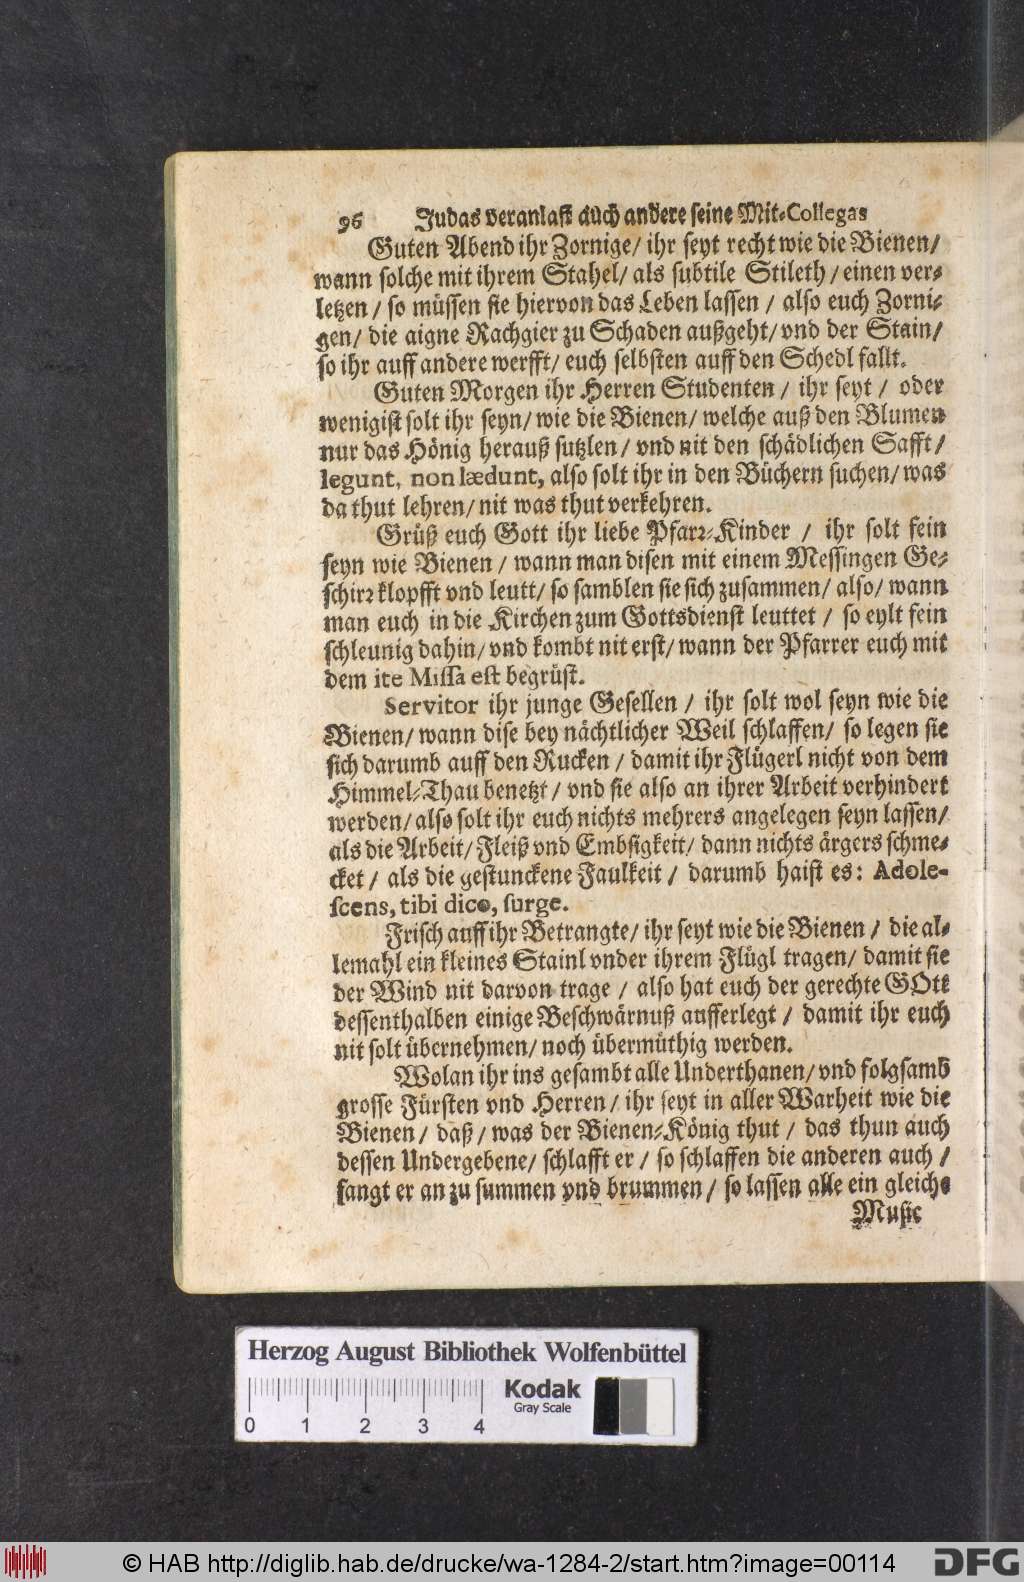 96 Judas veranlast auch andere seine Mit-Collegas
Guten Abend ihr Zornige/ ihr seyt recht wie die Bienen/
wann solche mit ihrem Stahel/ als subtile Stileth/ einen ver-
letzen/ so müssen sie hiervon das Leben lassen/ also euch Zorni-
gen/ die aigne Rachgier zu Schaden außgeht/ vnd der Stain/
so ihr auff andere werfft/ euch selbsten auff den Schedl fallt.
Guten Morgen ihr Herren Studenten/ ihr seyt/ oder
wenigist solt ihr seyn/ wie die Bienen/ welche auß den Blumen
nur das Hönig herauß sutzlen/ vnd nit den schädlichen Safft/
legunt, non lædunt, also solt ihr in den Büchern suchen/ was
da thut lehren/ nit was thut verkehren.
Grüß euch Gott ihr liebe Pfarr-Kinder/ ihr solt fein
seyn wie Bienen/ wann man disen mit einem Messingen Ge-
schirr klopfft vnd leutt/ so samblen sie sich zusammen/ also/ wann
man euch in die Kirchen zum Gottsdienst leuttet/ so eylt fein
schleunig dahin/ vnd kombt nit erst/ wann der Pfarrer euch mit
dem ite Missa est begrüst.
Servitor ihr junge Gesellen/ ihr solt wol seyn wie die
Bienen/ wann dise bey nächtlicher Weil schlaffen/ so legen sie
sich darumb auff den Rucken/ damit ihr Flügerl nicht von dem
Himmel-Thau benetzt/ vnd sie also an ihrer Arbeit verhindert
werden/ also solt ihr euch nichts mehrers angelegen seyn lassen/
als die Arbeit/ Fleiß vnd Embsigkeit/ dann nichts ärgers schme-
cket/ als die gestunckene Faulkeit/ darumb haist es: Adole-
scens, tibi dico, surge.
Frisch auff ihr Betrangte/ ihr seyt wie die Bienen/ die al-
lemahl ein kleines Stainl vnder ihrem Flügl tragen/ damit sie
der Wind nit darvon trage/ also hat euch der gerechte GOtt
dessenthalben einige Beschwärnuß aufferlegt/ damit ihr euch
nit solt übernehmen/ noch übermüthig werden.
Wolan ihr ins gesambt alle Underthanen/ vnd folgsamb
grosse Fürsten vnd Herren/ ihr seyt in aller Warheit wie die
Bienen/ daß/ was der Bienen-König thut/ das thun auch
dessen Undergebene/ schlafft er/ so schlaffen die anderen auch/
fangt er an zu summen vnd brummen/ so lassen alle ein gleiche
Music
Herzog August Bibliothek Wolfenbüttel
0 1 2 3 4
Kodak
Gray Scale
© HAB http://diglib.hab.de/drucke/wa-1284-2/start.htm?image=00114
DFG